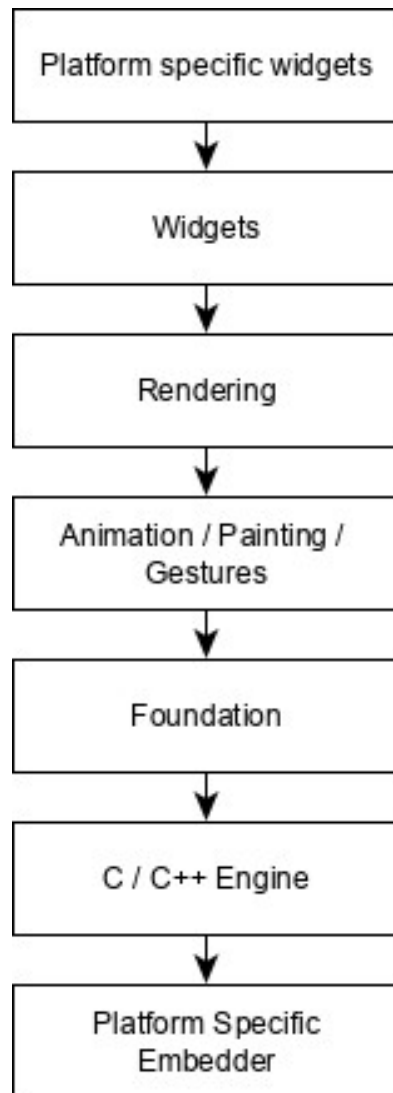 Platform specific widgets
Widgets
Rendering
Animation / Painting /
Gestures
Foundation
C / C++ Engine
Platform Specific
Embedder